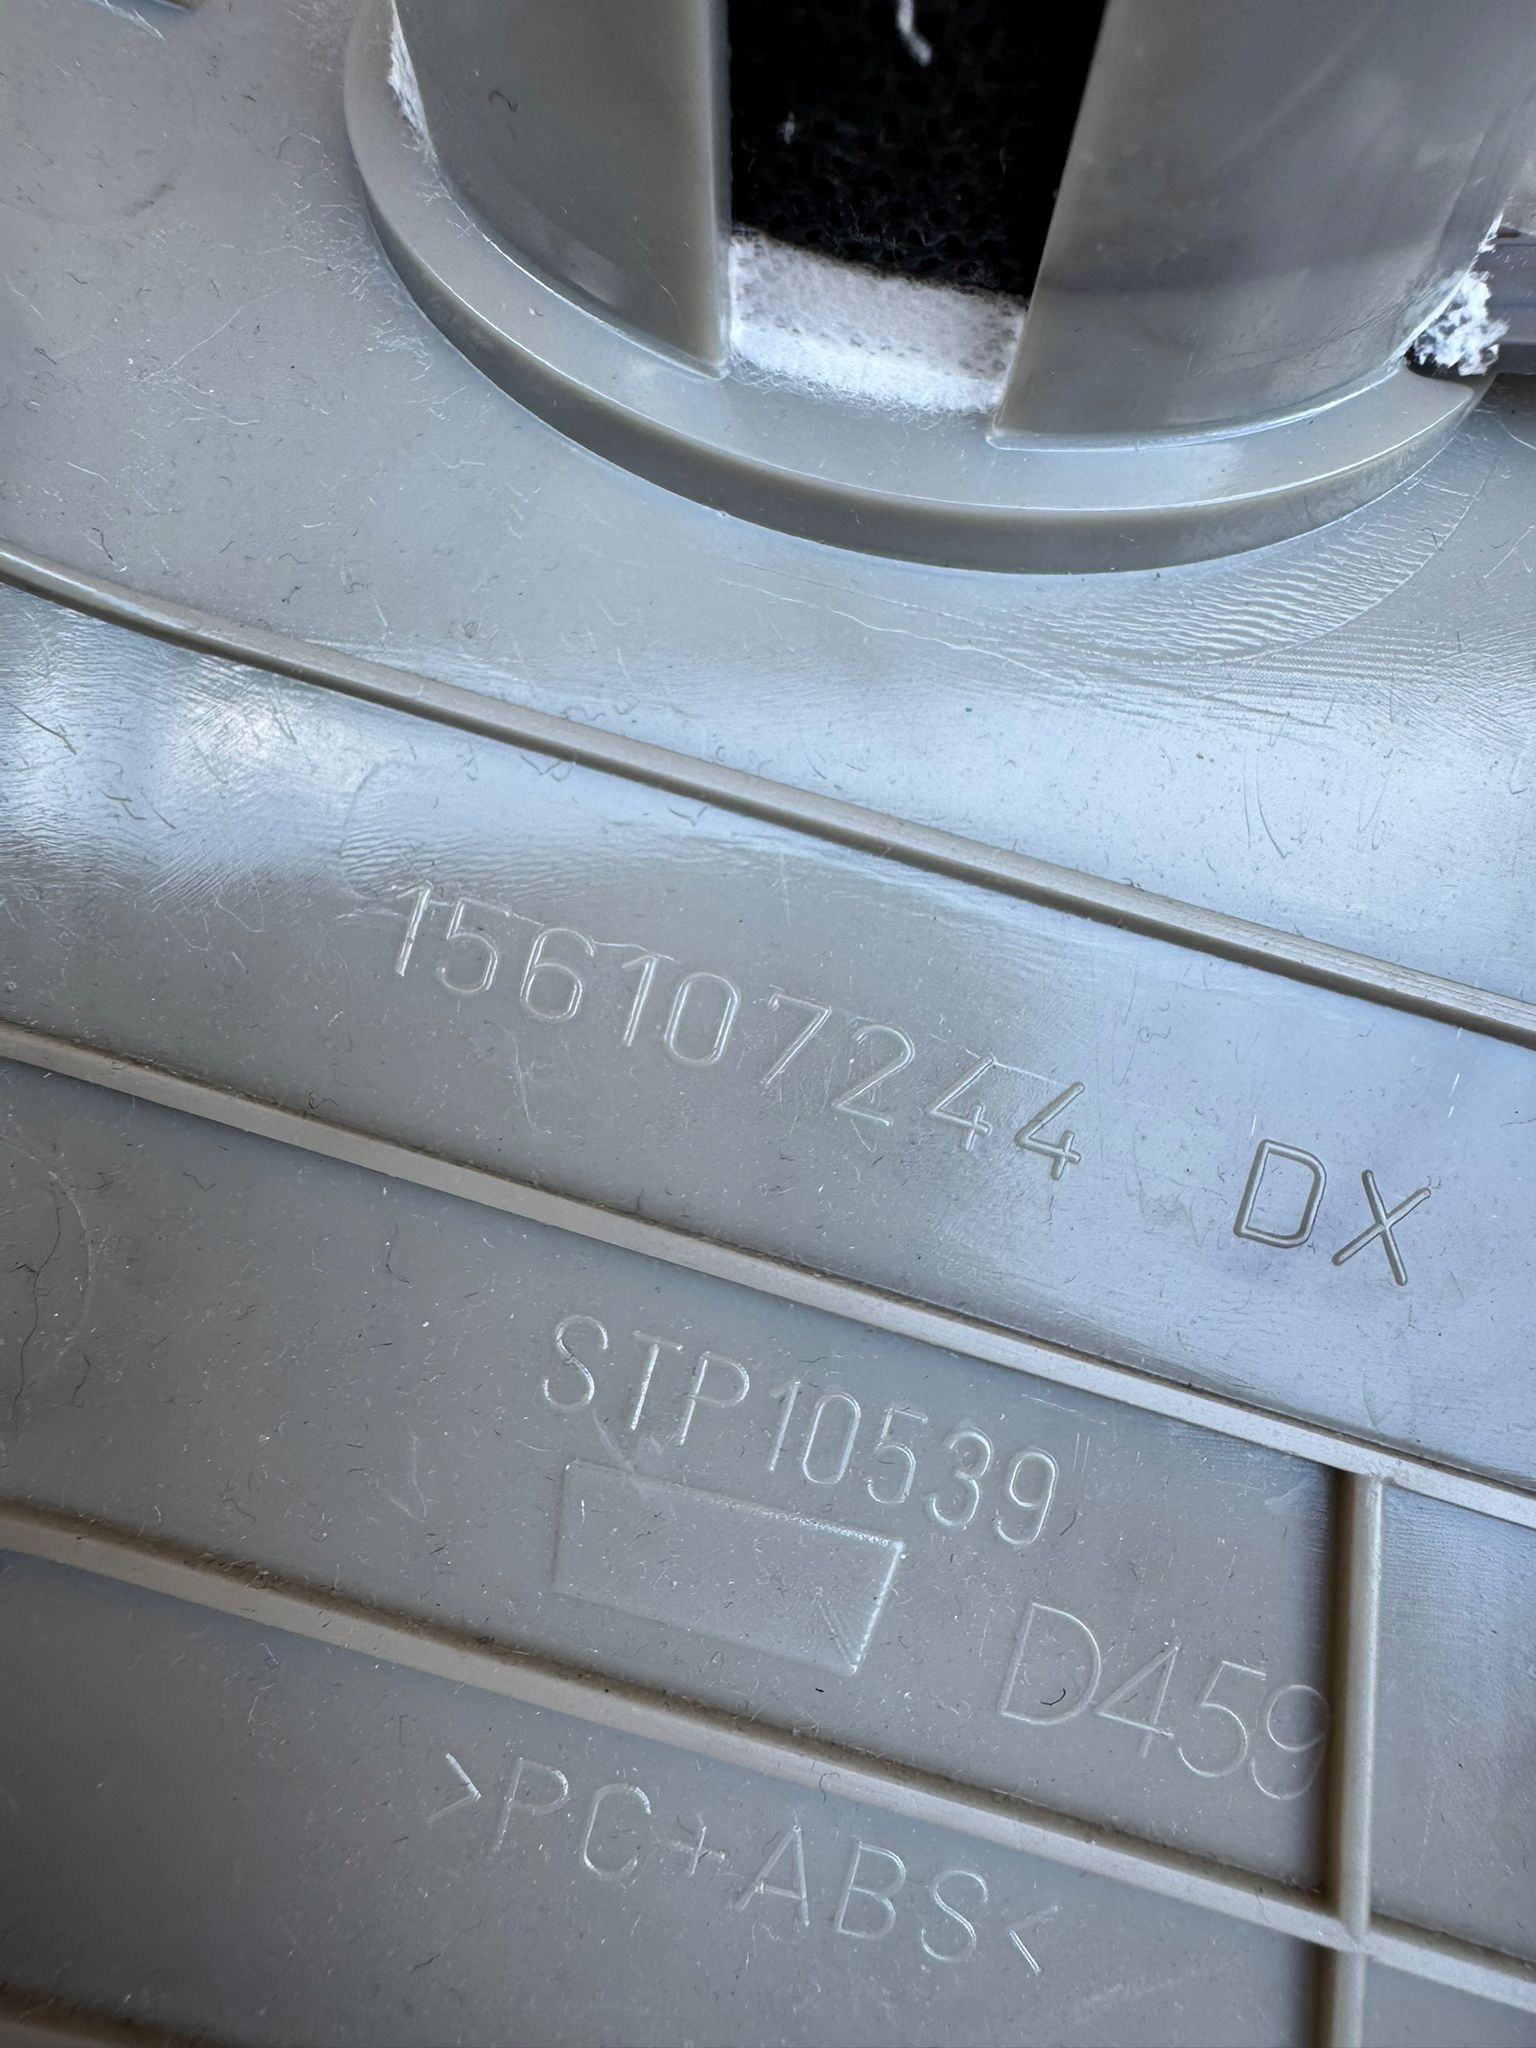 156107244 DX
STP10539
D459
>PC+ABS<